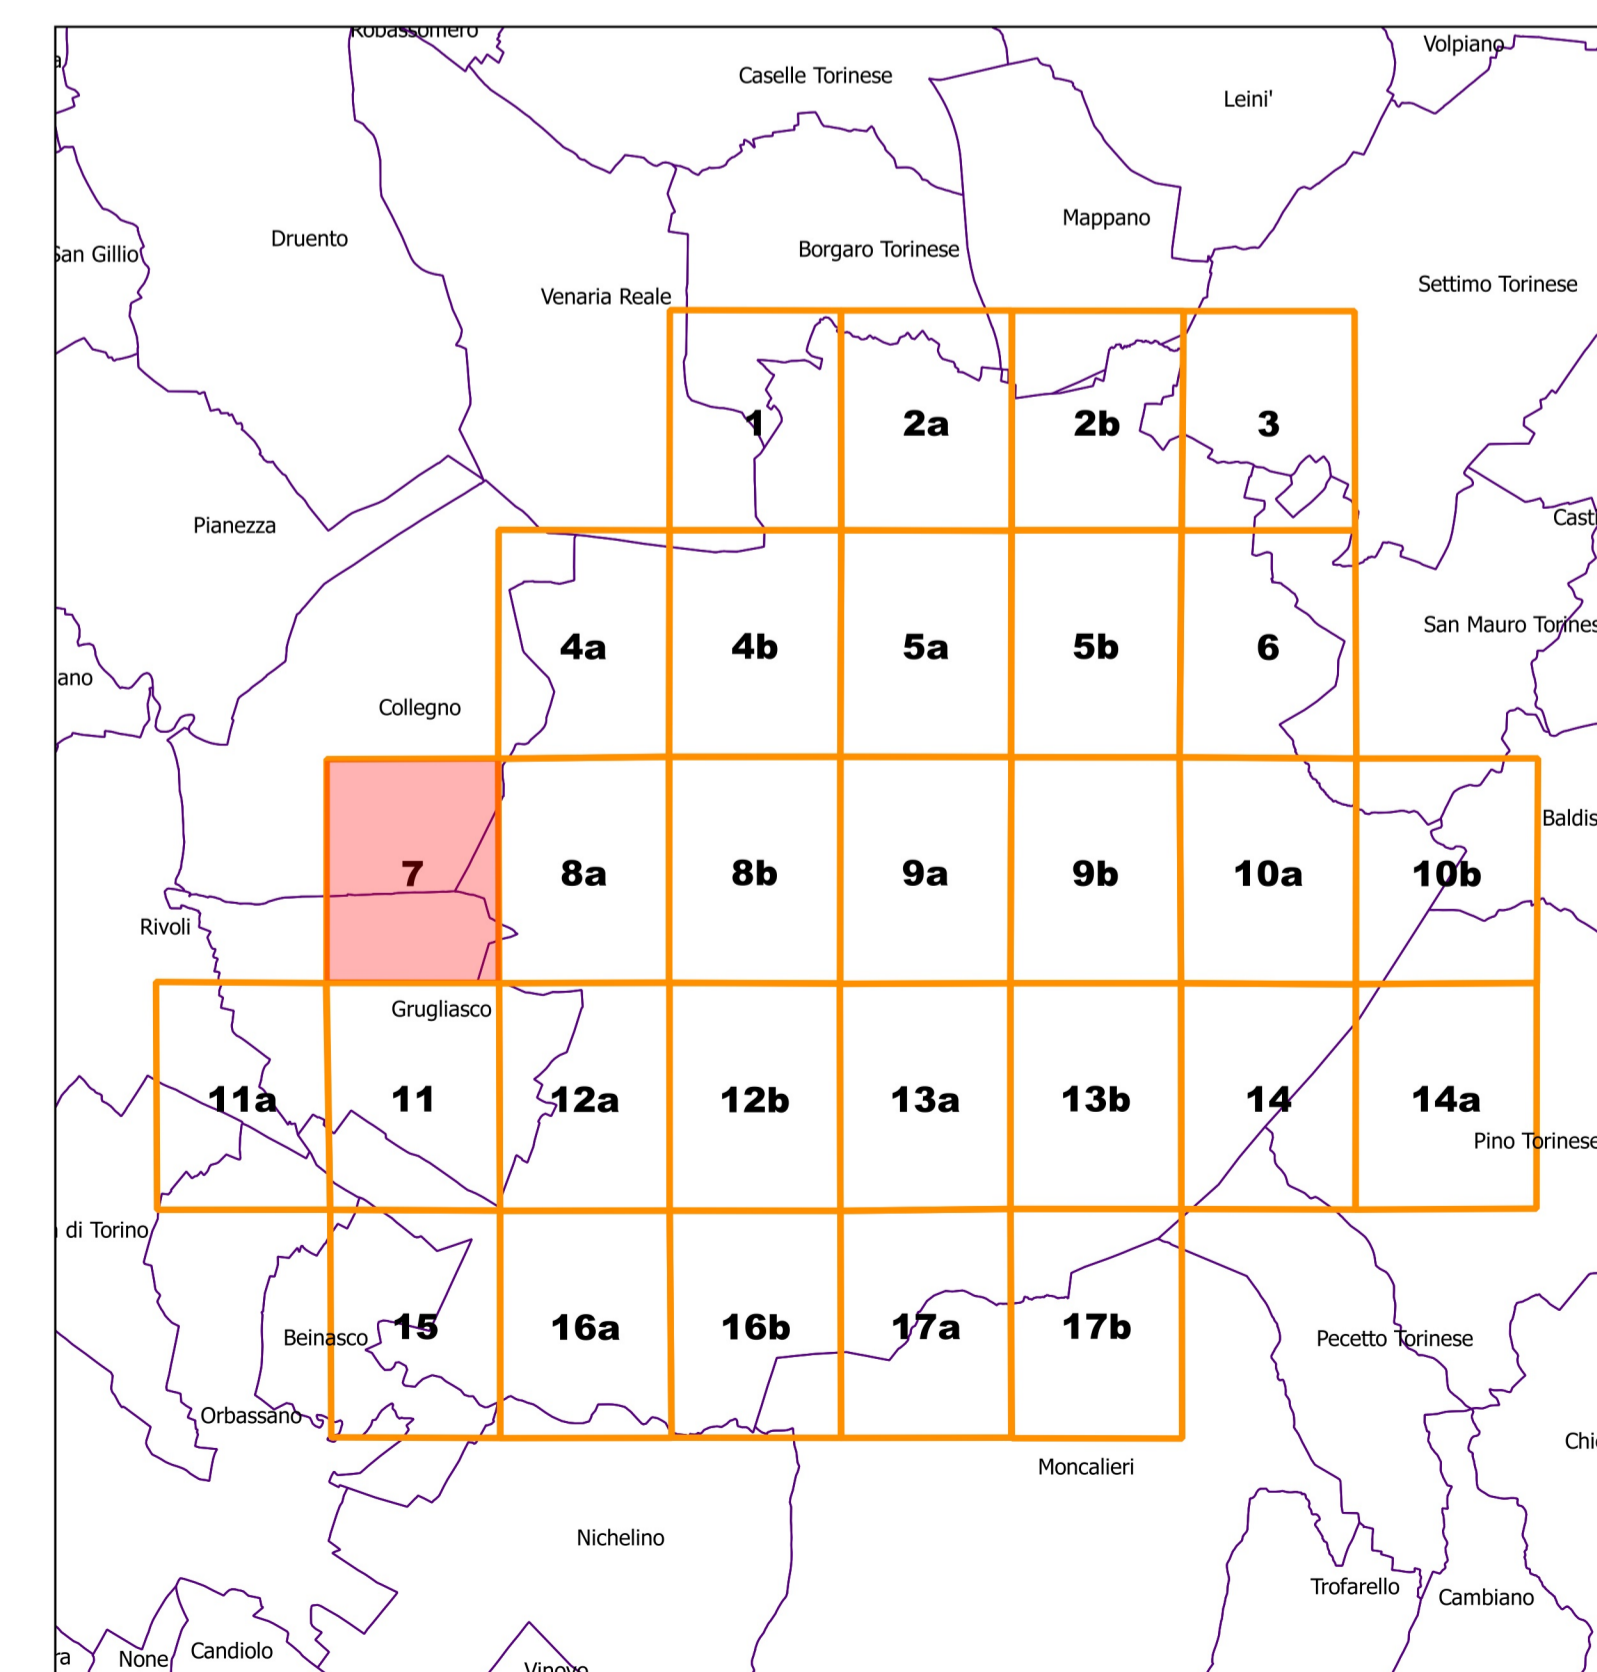 Robassomero
Volpiano
Caselle Torinese
Leini'
Mappano
Druento
Borgaro Torinese
San Gillio
Settimo Torinese
Venaria Reale
1
2a
2b
3
Pianezza
San Mauro Torines
4a
4b
5a
5b
6
ano
Collegno
Baldis
7
8a
8b
9a
9b
10a
10b
Rivoli
Grugliasco
11a
11
12a
12b
13a
13b
14
14a
Pino Torinese
di Torino
Beinasco
15
16a
16b
17a
17b
Pecetto Torinese
Orbassano
Chi
Moncalieri
Nichelino
Trofarello
Cambiano
Candiolo
None
ra
Vinovo